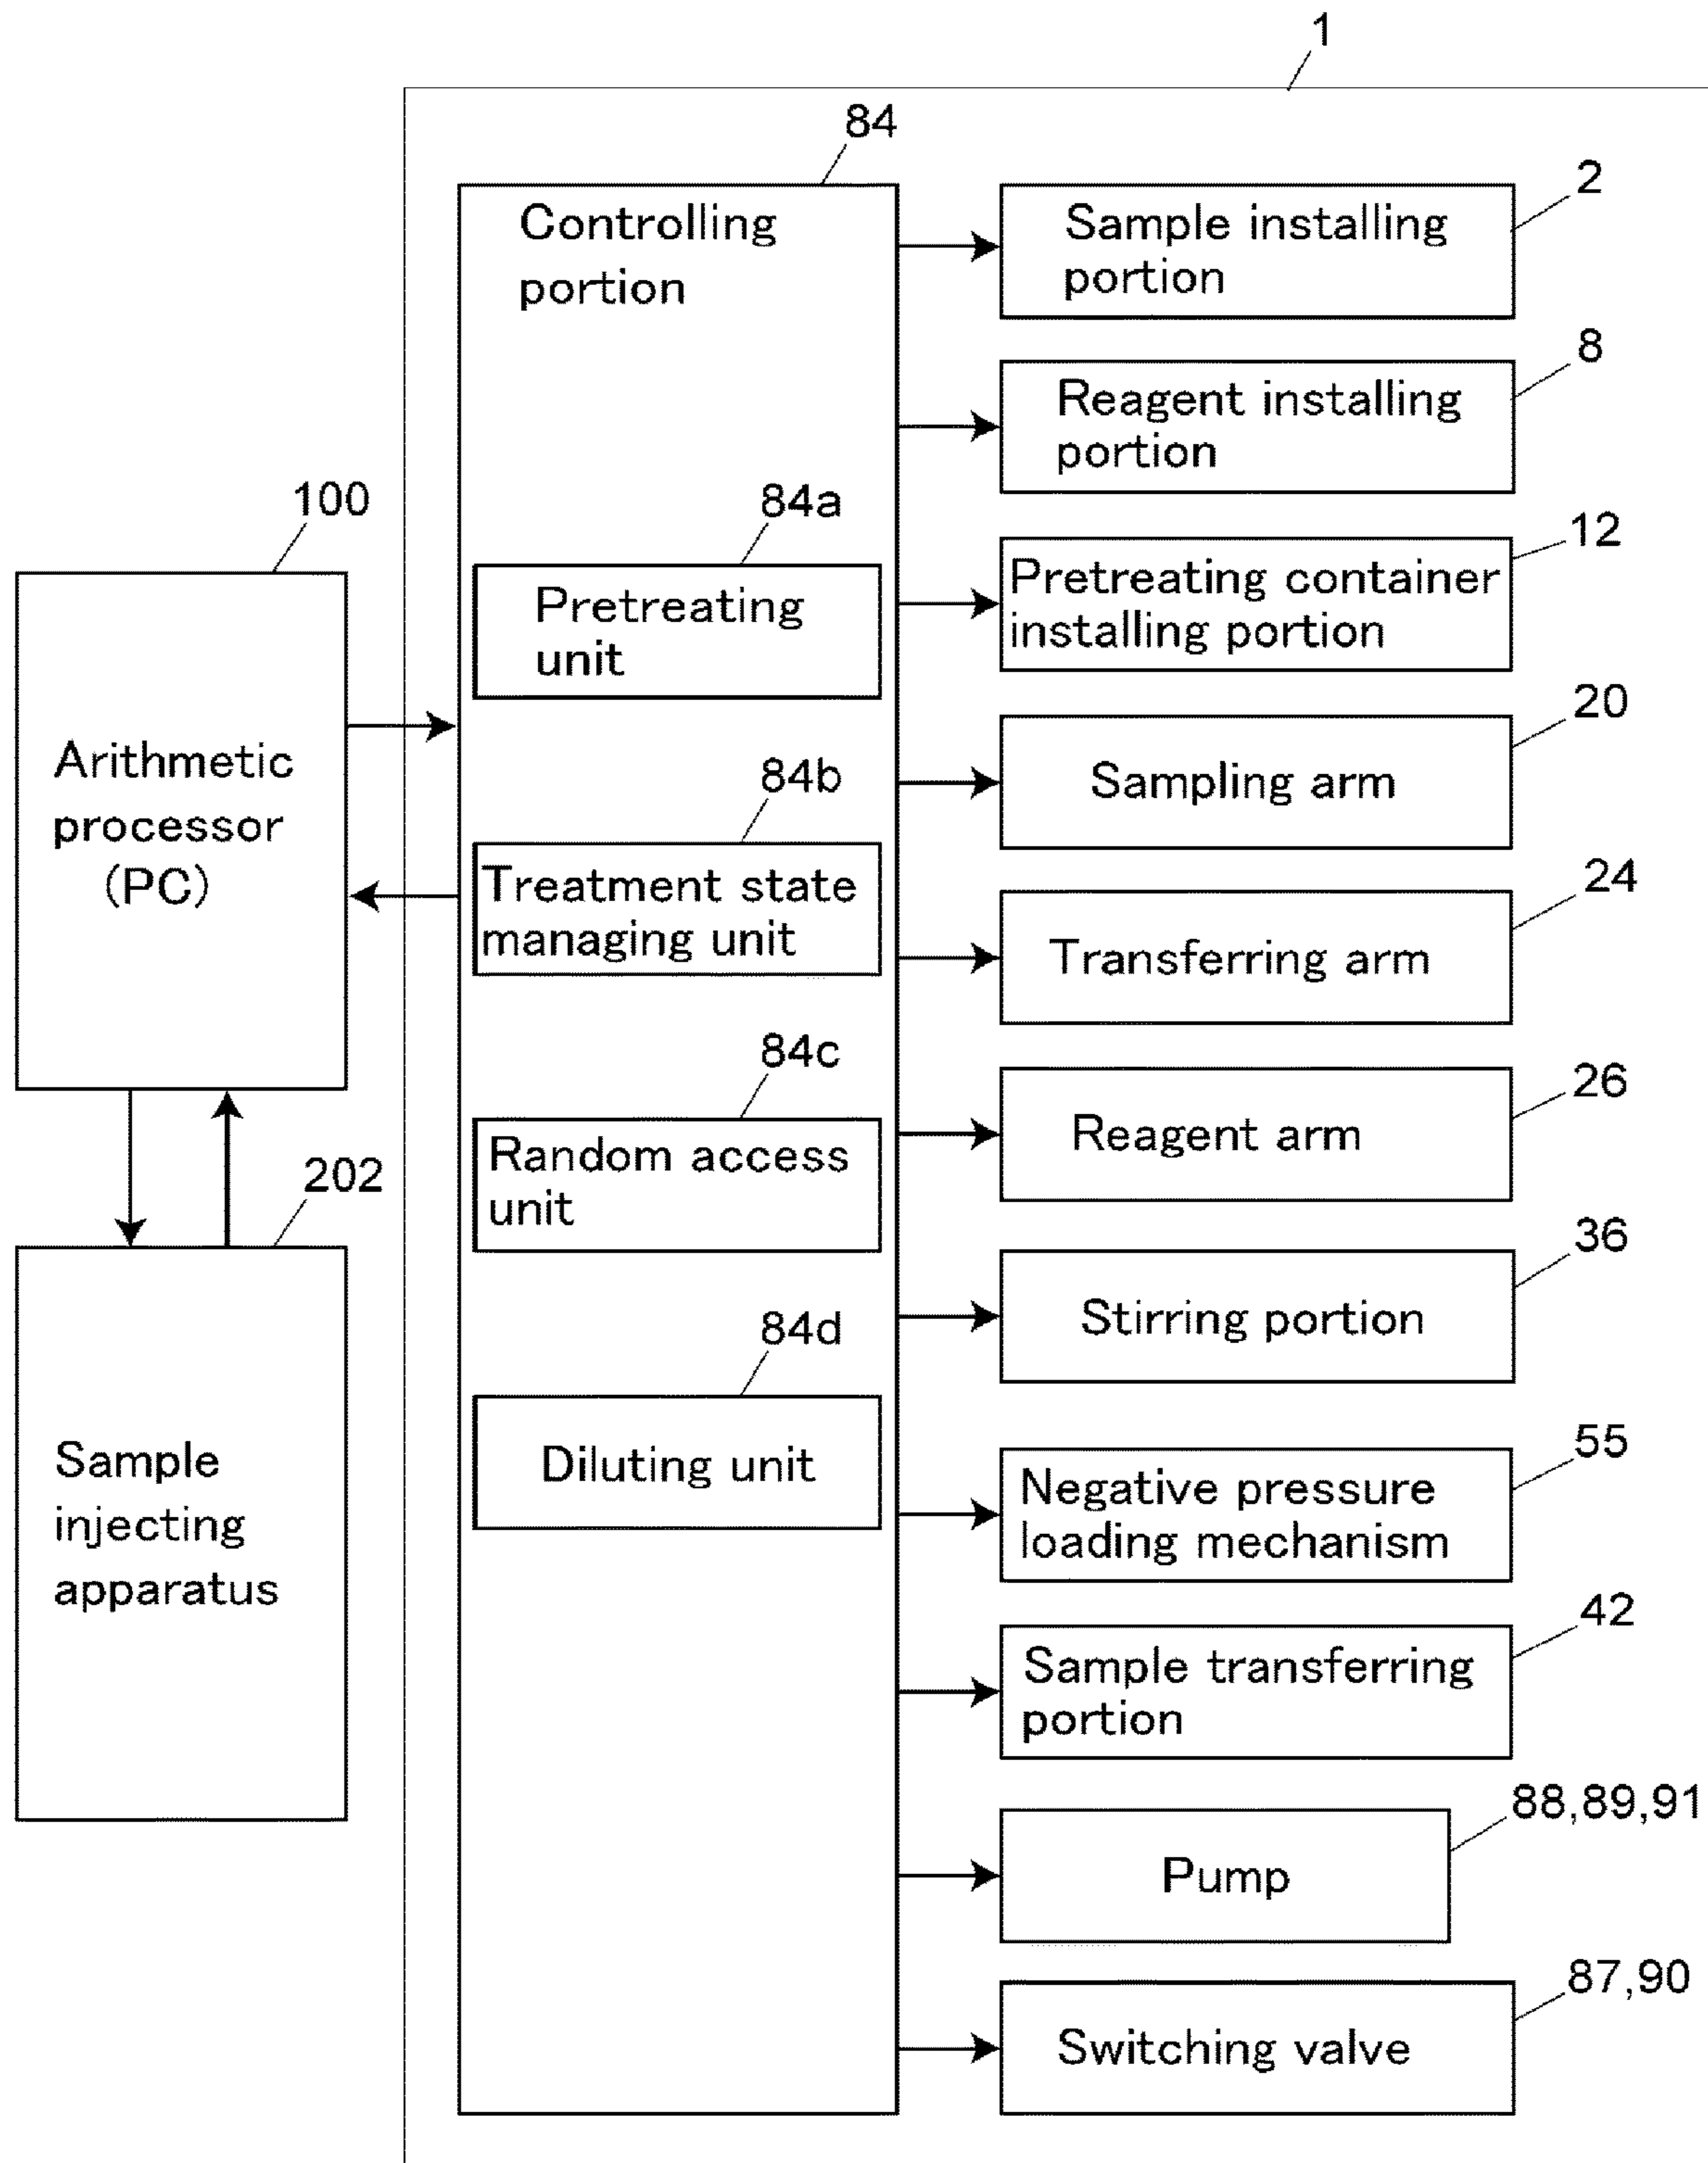 1
84
Controlling
portion
2
Sample installing
portion
8
Reagent installing
portion
100
84a
Pretreating
unit
12
Pretreating container
installing portion
Arithmetic
processor
(PC)
20
Sampling arm
84b
Treatment state
managing unit
24
Transferring arm
84c
Random access
unit
26
Reagent arm
202
Sample
injecting
apparatus
36
Stirring portion
84d
Diluting unit
55
Negative pressure
loading mechanism
42
Sample transferring
portion
88,89,91
Pump
87,90
Switching valve